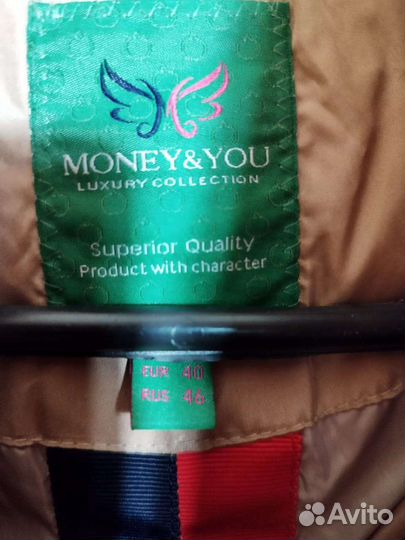 MONEY&YOU
LUXURY COLLECTION
Superior Quality
Product with character
EUR 40
RUS 46
Avito